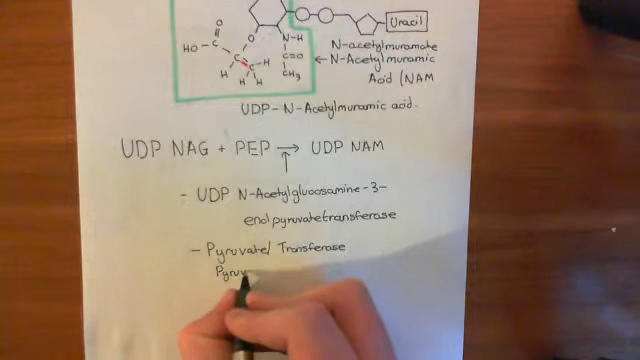 Uracil
O
HO
O
N-H
C=O
CH3
C
C
H
H
H
H
N-acetylmuramate
← N-Acetylmuramic
Acid (NAM
UDP-N-Acetylmuramic acid.
UDP NAG + PEP → UDP NAM
- UDP N-Acetylglucosamine-3-
enolpyruvatetransferase
- Pyruvate/ Transferase
Pyruv